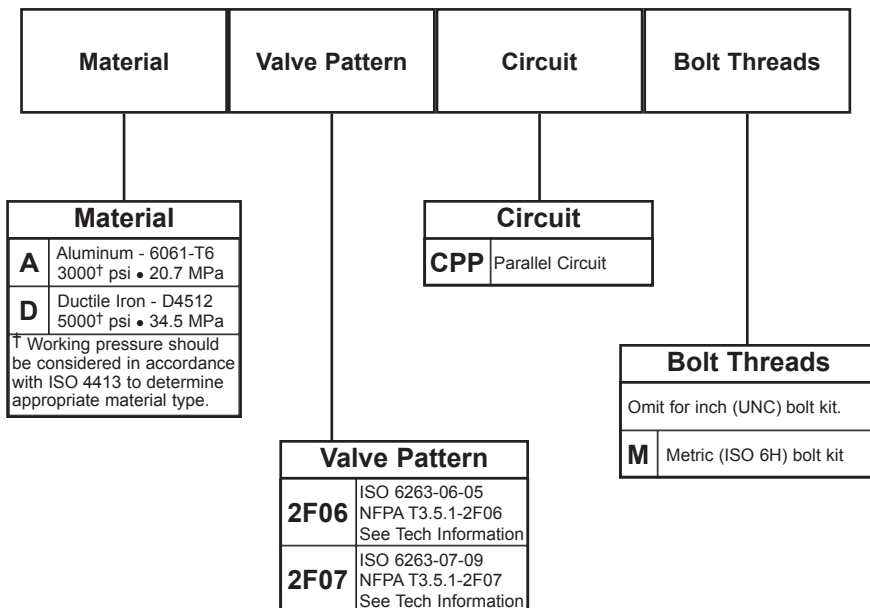 Material
Valve Pattern
Circuit
Bolt Threads
Material
A
Aluminum - 6061-T6
3000† psi • 20.7 MPa
D
Ductile Iron - D4512
5000† psi • 34.5 MPa
† Working pressure should
be considered in accordance
with ISO 4413 to determine
appropriate material type.
Circuit
CPP
Parallel Circuit
Bolt Threads
Omit for inch (UNC) bolt kit.
M
Metric (ISO 6H) bolt kit
Valve Pattern
2F06
ISO 6263-06-05
NFPA T3.5.1-2F06
See Tech Information
2F07
ISO 6263-07-09
NFPA T3.5.1-2F07
See Tech Information